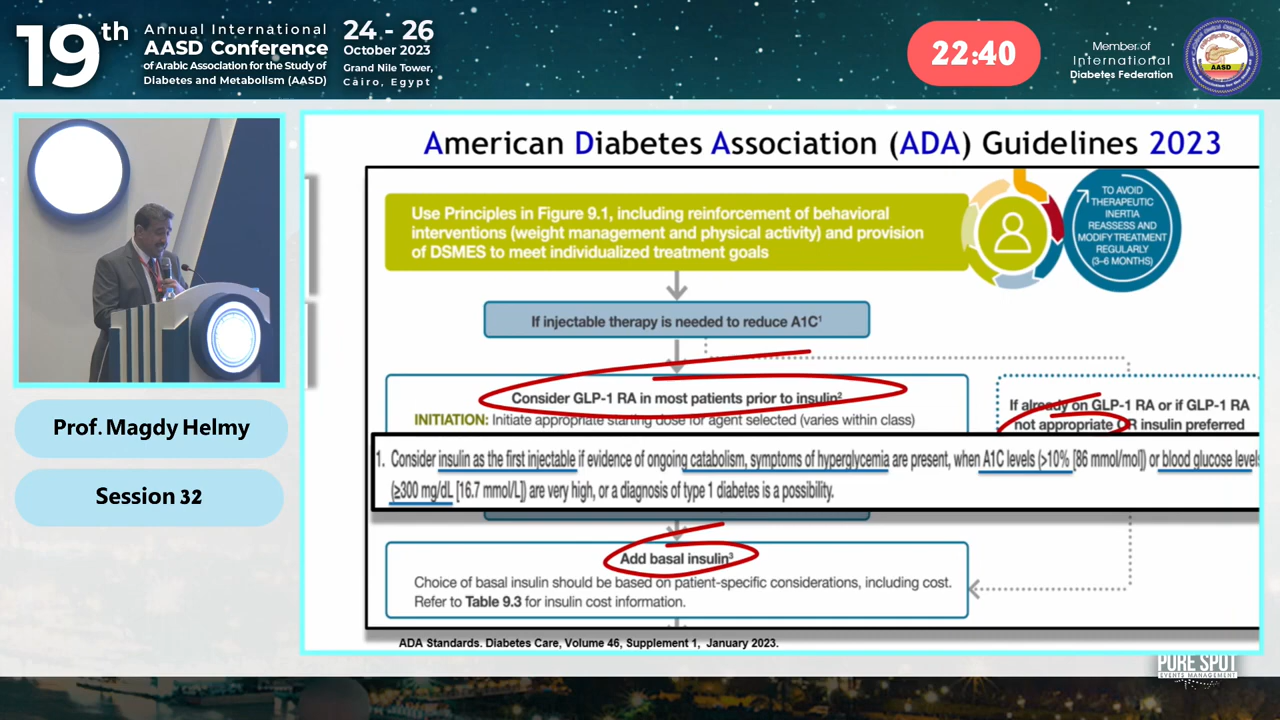 19th
Annual International
AASD Conference
of Arabic Association for the Study of
Diabetes and Metabolism (AASD)
24 - 26
October 2023
Grand Nile Tower,
Cairo, Egypt
22:40
Member of
International
Diabetes Federation
AASD
Prof. Magdy Helmy
Session 32
American Diabetes Association (ADA) Guidelines 2023
Use Principles in Figure 9.1, including reinforcement of behavioral
interventions (weight management and physical activity) and provision
of DSMES to meet individualized treatment goals
TO AVOID
THERAPEUTIC
INERTIA
REASSESS AND
MODIFY TREATMENT
REGULARLY
(3–6 MONTHS)
If injectable therapy is needed to reduce A1C¹
Consider GLP-1 RA in most patients prior to insulin²
INITIATION: Initiate appropriate starting dose for agent selected (varies within class)
If already on GLP-1 RA or if GLP-1 RA
not appropriate OR insulin preferred
1. Consider insulin as the first injectable if evidence of ongoing catabolism, symptoms of hyperglycemia are present, when A1C levels (>10% [86 mmol/mol]) or blood glucose levels
(≥300 mg/dL [16.7 mmol/L]) are very high, or a diagnosis of type 1 diabetes is a possibility.
Add basal insulin³
Choice of basal insulin should be based on patient-specific considerations, including cost.
Refer to Table 9.3 for insulin cost information.
ADA Standards. Diabetes Care, Volume 46, Supplement 1, January 2023.
PURE SPOT
EVENTS MANAGEMENT